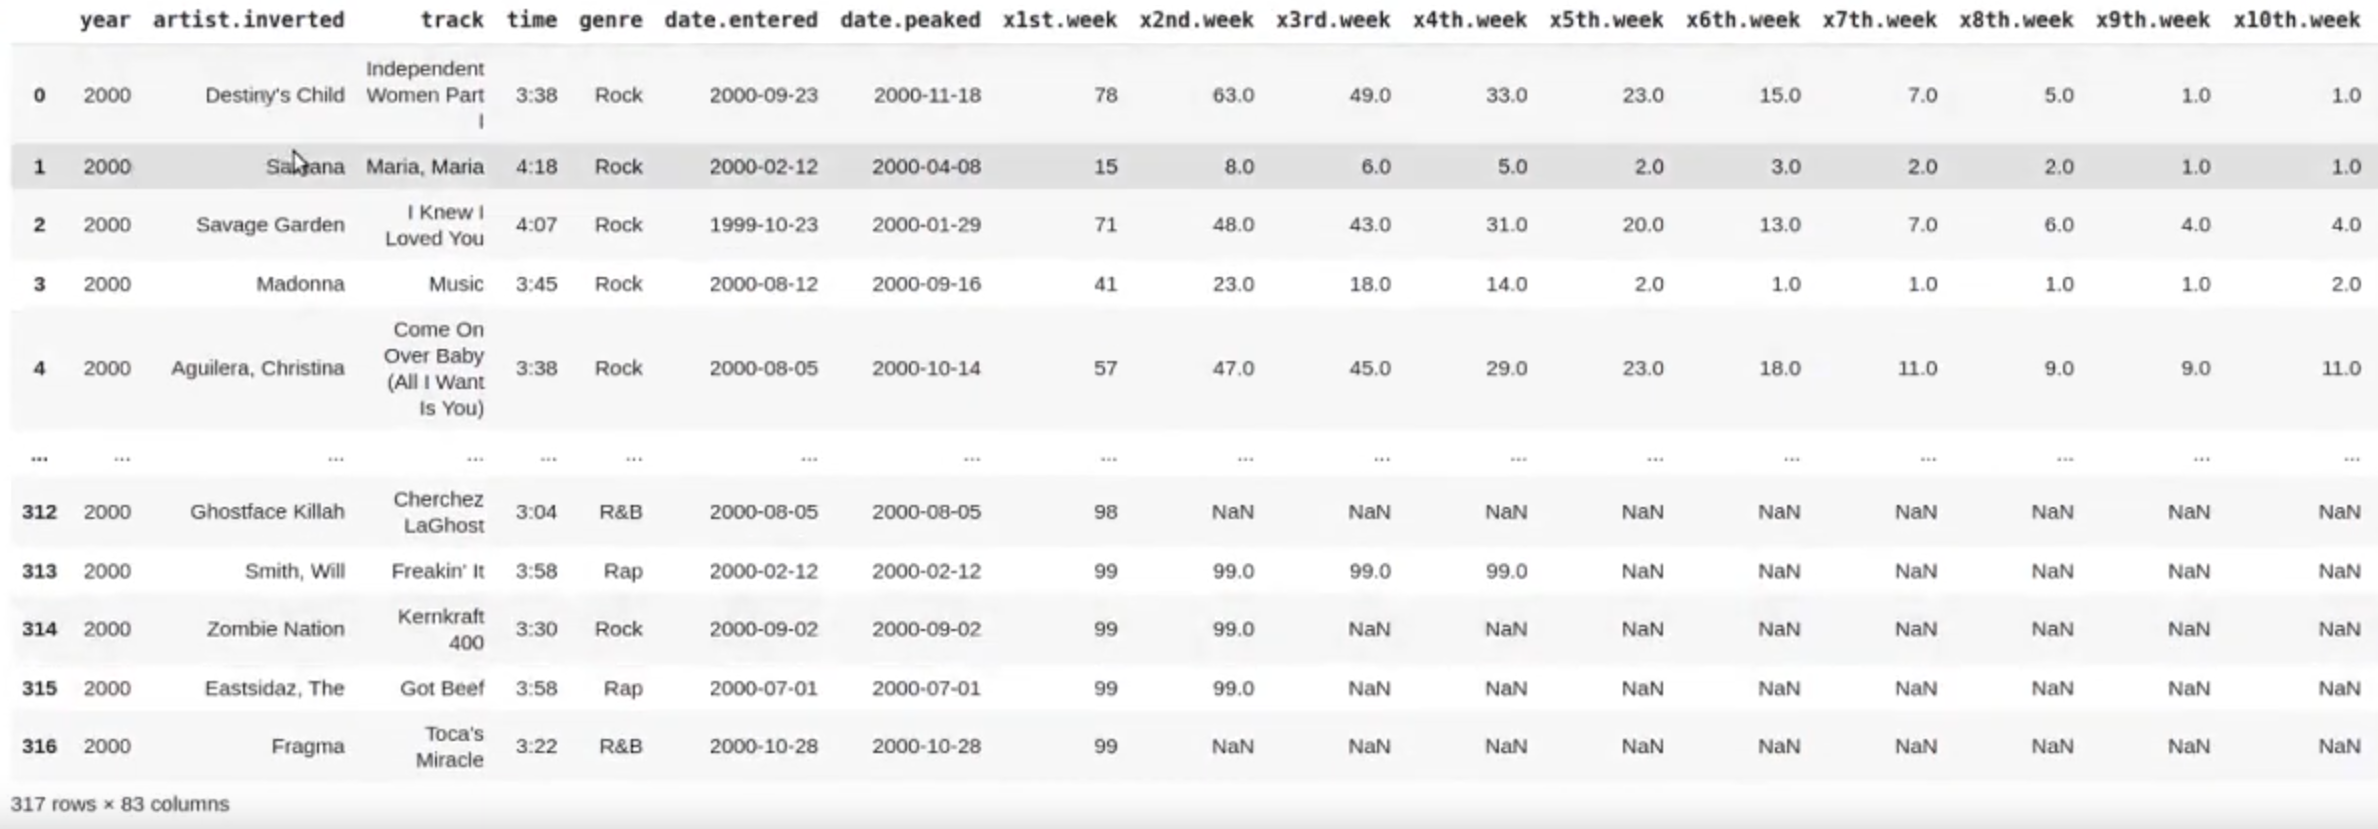 year artist.inverted track time genre date.entered date.peaked x1st.week x2nd.week x3rd.week x4th.week x5th.week x6th.week x7th.week x8th.week x9th.week x10th.week
0 2000 Destiny's Child Independent Women Part I 3:38 Rock 2000-09-23 2000-11-18 78 63.0 49.0 33.0 23.0 15.0 7.0 5.0 1.0 1.0
1 2000 Maria, Maria 4:18 Rock 2000-02-12 2000-04-08 15 8.0 6.0 5.0 2.0 3.0 2.0 2.0 1.0 1.0
2 2000 Savage Garden I Knew I Loved You 4:07 Rock 1999-10-23 2000-01-29 71 48.0 43.0 31.0 20.0 13.0 7.0 6.0 4.0 4.0
3 2000 Madonna Music 3:45 Rock 2000-08-12 2000-09-16 41 23.0 18.0 14.0 2.0 1.0 1.0 1.0 1.0 2.0
4 2000 Aguilera, Christina Come On Over Baby (All I Want Is You) 3:38 Rock 2000-08-05 2000-10-14 57 47.0 45.0 29.0 23.0 18.0 11.0 9.0 9.0 11.0
... ... ... ... ... ... ... ... ... ... ... ... ... ... ... ... ... ...
312 2000 Ghostface Killah Cherchez LaGhost 3:04 R&B 2000-08-05 2000-08-05 98 NaN NaN NaN NaN NaN NaN NaN NaN NaN
313 2000 Smith, Will Freakin' It 3:58 Rap 2000-02-12 2000-02-12 99 99.0 99.0 99.0 NaN NaN NaN NaN NaN NaN
314 2000 Zombie Nation Kernkraft 400 3:30 Rock 2000-09-02 2000-09-02 99 99.0 NaN NaN NaN NaN NaN NaN NaN NaN
315 2000 Eastsidaz, The Got Beef 3:58 Rap 2000-07-01 2000-07-01 99 99.0 NaN NaN NaN NaN NaN NaN NaN NaN
316 2000 Fragma Toca's Miracle 3:22 R&B 2000-10-28 2000-10-28 99 NaN NaN NaN NaN NaN NaN NaN NaN NaN
317 rows × 83 columns